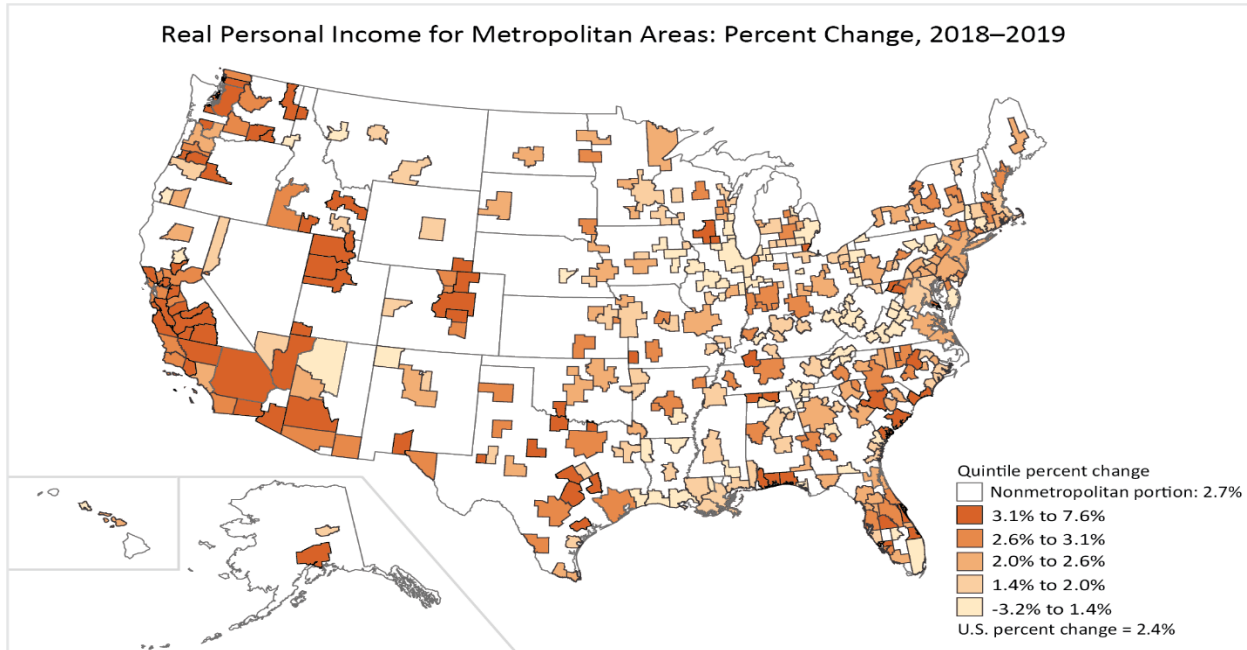 Real Personal Income for Metropolitan Areas: Percent Change, 2018–2019
Quintile percent change
Nonmetropolitan portion: 2.7%
3.1% to 7.6%
2.6% to 3.1%
2.0% to 2.6%
1.4% to 2.0%
-3.2% to 1.4%
U.S. percent change = 2.4%